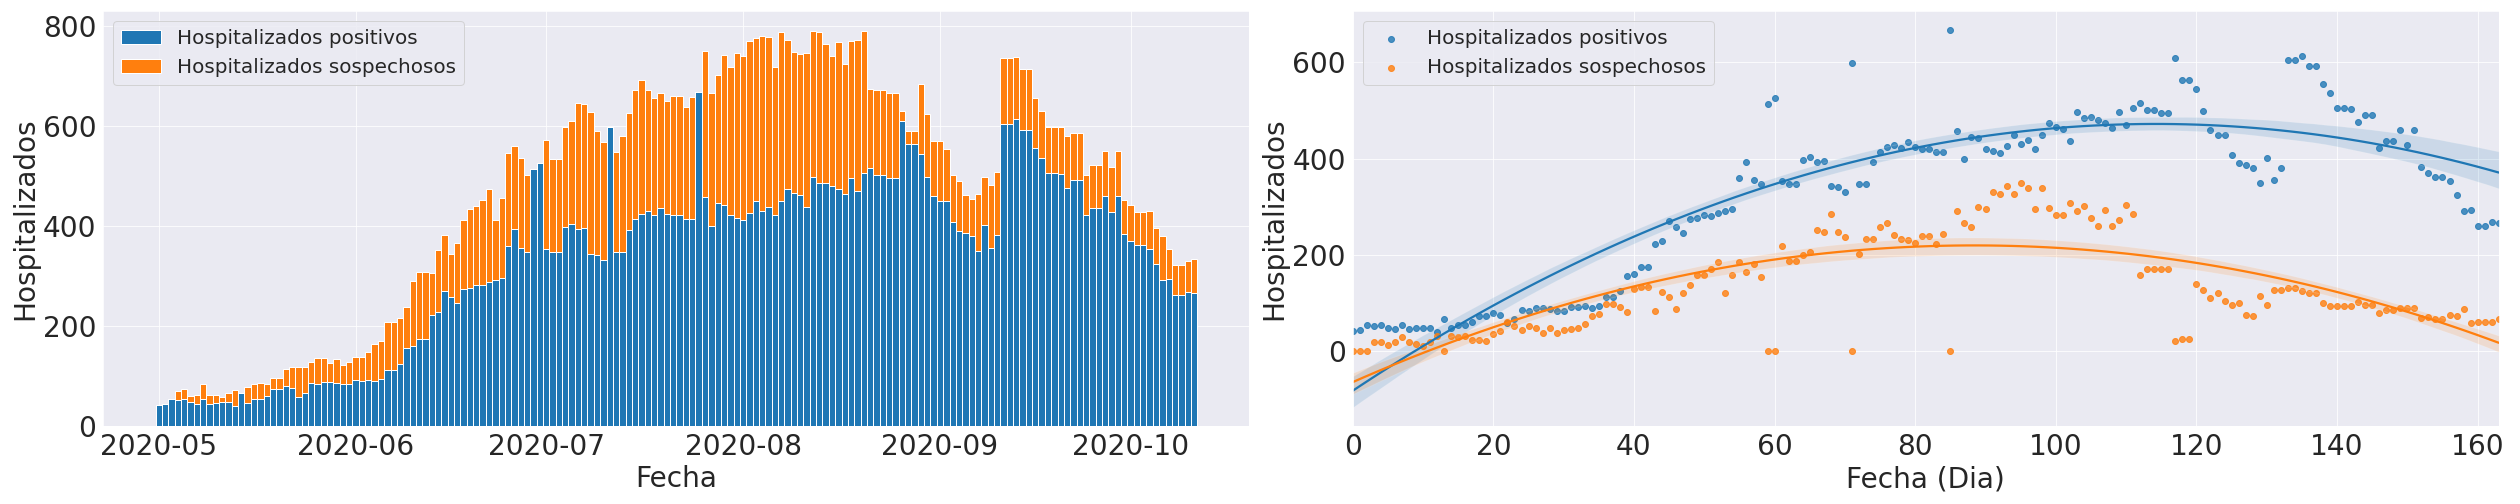 Hospitalizados
800
600
400
200
0
Hospitalizados positivos
Hospitalizados sospechosos
2020-05 2020-06 2020-07 2020-08 2020-09 2020-10
Fecha
Hospitalizados
600
400
200
0
Hospitalizados positivos
Hospitalizados sospechosos
0 20 40 60 80 100 120 140 160
Fecha (Dia)